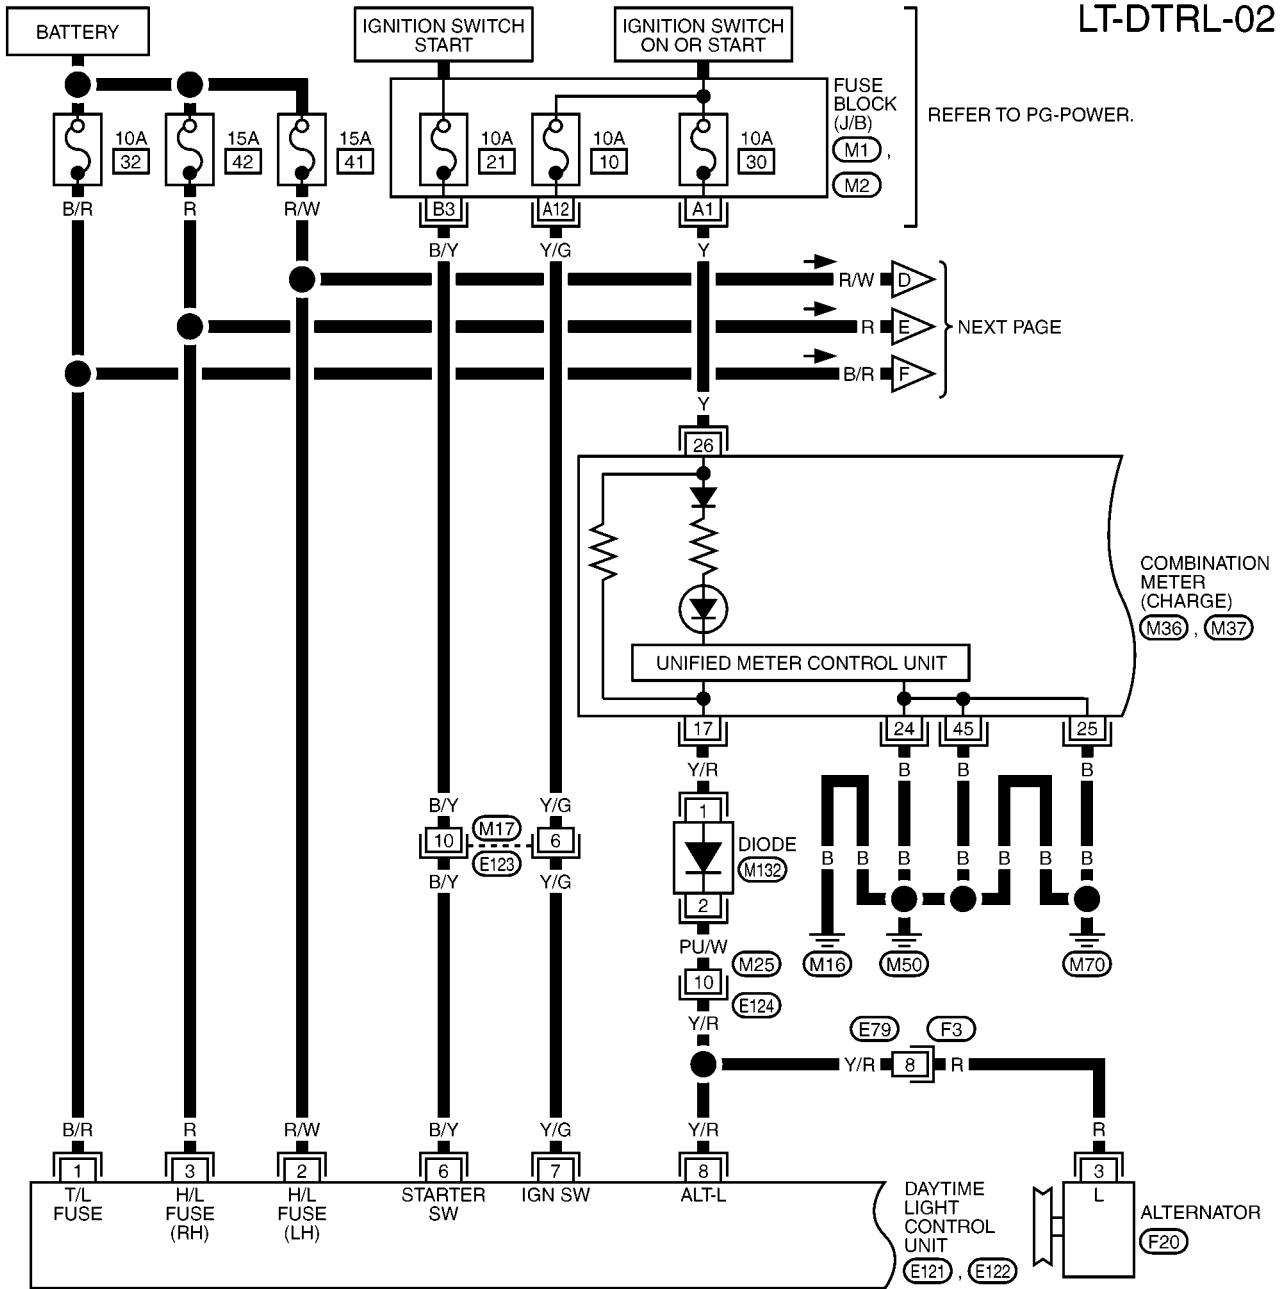 LT-DTRL-02
BATTERY
IGNITION SWITCH
START
IGNITION SWITCH
ON OR START
FUSE
BLOCK
(J/B)
M1 ,
M2
REFER TO PG-POWER.
10A
32
15A
42
15A
41
10A
21
10A
10
10A
30
B/R
R
R/W
B3
A12
A1
B/Y
Y/G
Y
R/W
D
R
E
NEXT PAGE
B/R
F
Y
26
COMBINATION
METER
(CHARGE)
M36 , M37
UNIFIED METER CONTROL UNIT
17
24
45
25
Y/R
B
B
B
B/Y
Y/G
1
10
M17
6
E123
DIODE
M132
B
B
B
B
B
B
B
B/Y
Y/G
2
PU/W
M25
M16
M50
M70
10
E124
Y/R
E79
F3
Y/R
8
R
B/R
R
R/W
B/Y
Y/G
Y/R
R
1
3
2
6
7
8
3
T/L
FUSE
H/L
FUSE
(RH)
H/L
FUSE
(LH)
STARTER
SW
IGN SW
ALT-L
DAYTIME
LIGHT
CONTROL
UNIT
E121 , E122
L
ALTERNATOR
F20